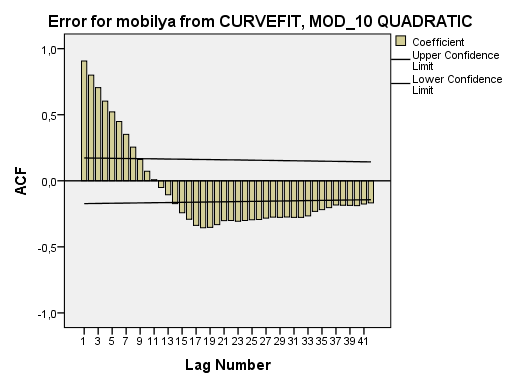 Error for mobilya from CURVEFIT, MOD_10 QUADRATIC
Coefficient
Upper Confidence
Limit
Lower Confidence
Limit
1,0
0,5
0,0
-0,5
-1,0
ACF
1 3 5 7 9 11 13 15 17 19 21 23 25 27 29 31 33 35 37 39 41
Lag Number